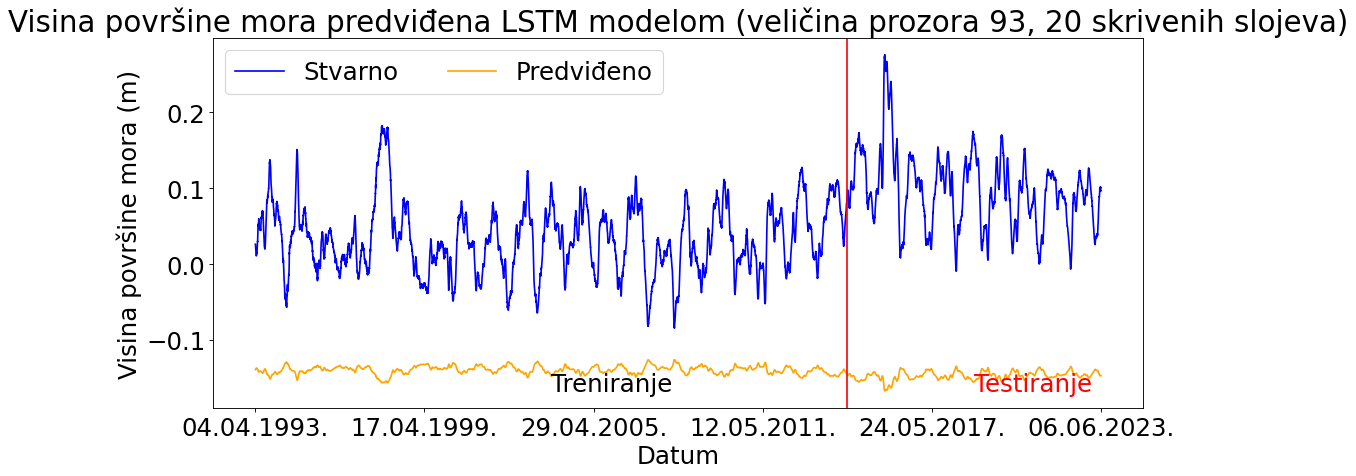 Visina površine mora predviđena LSTM modelom (veličina prozora 93, 20 skrivenih slojeva)
Stvarno
Predviđeno
Visina površine mora (m)
0.2
0.1
0.0
−0.1
Treniranje
Testiranje
04.04.1993.
17.04.1999.
29.04.2005.
12.05.2011.
24.05.2017.
06.06.2023.
Datum